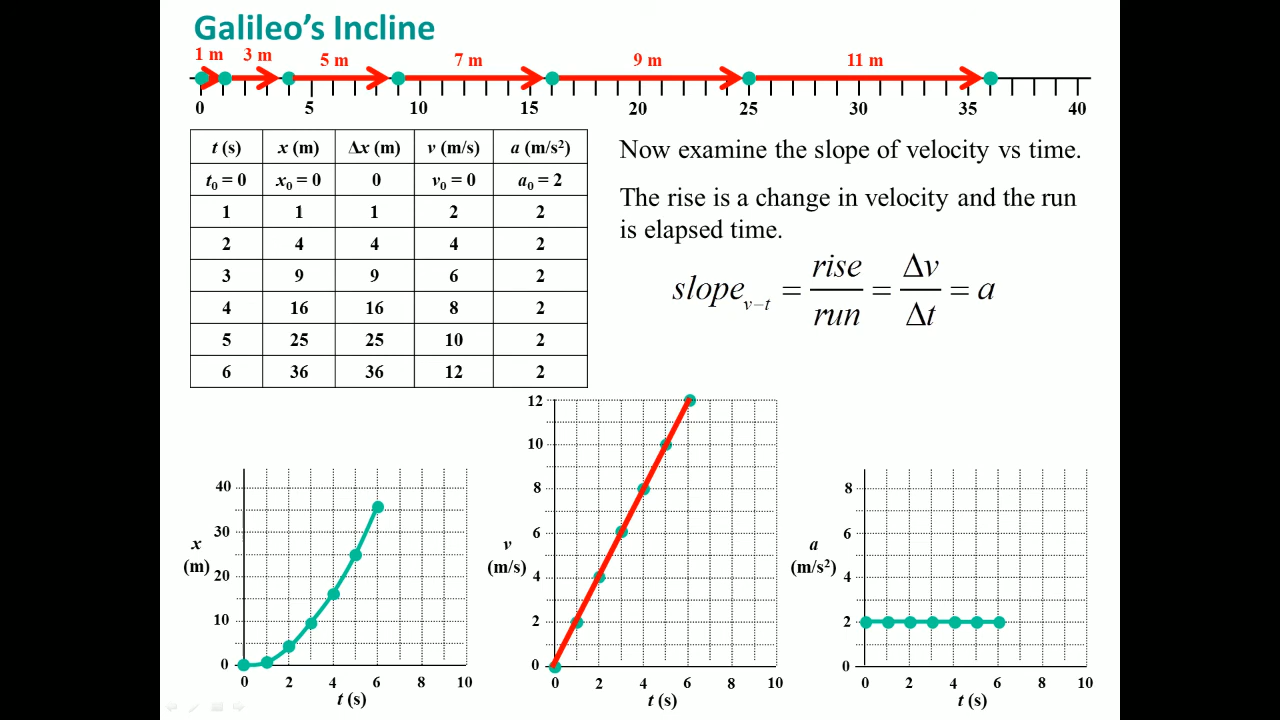 Galileo's Incline
1 m 3 m 5 m 7 m 9 m 11 m
0 5 10 15 20 25 30 35 40
t (s) x (m) Δx (m) v (m/s) a (m/s²)
t₀ = 0 x₀ = 0 0 v₀ = 0 a₀ = 2
1 1 1 2 2
2 4 4 4 2
3 9 9 6 2
4 16 16 8 2
5 25 25 10 2
6 36 36 12 2
Now examine the slope of velocity vs time.
The rise is a change in velocity and the run
is elapsed time.
slope_{v–t} = rise/run = Δv/Δt = a
40
30
20
10
0
x
(m)
0 2 4 6 8 10
t (s)
12
10
8
6
4
2
0
v
(m/s)
0 2 4 6 8 10
t (s)
8
6
4
2
0
a
(m/s²)
0 2 4 6 8 10
t (s)